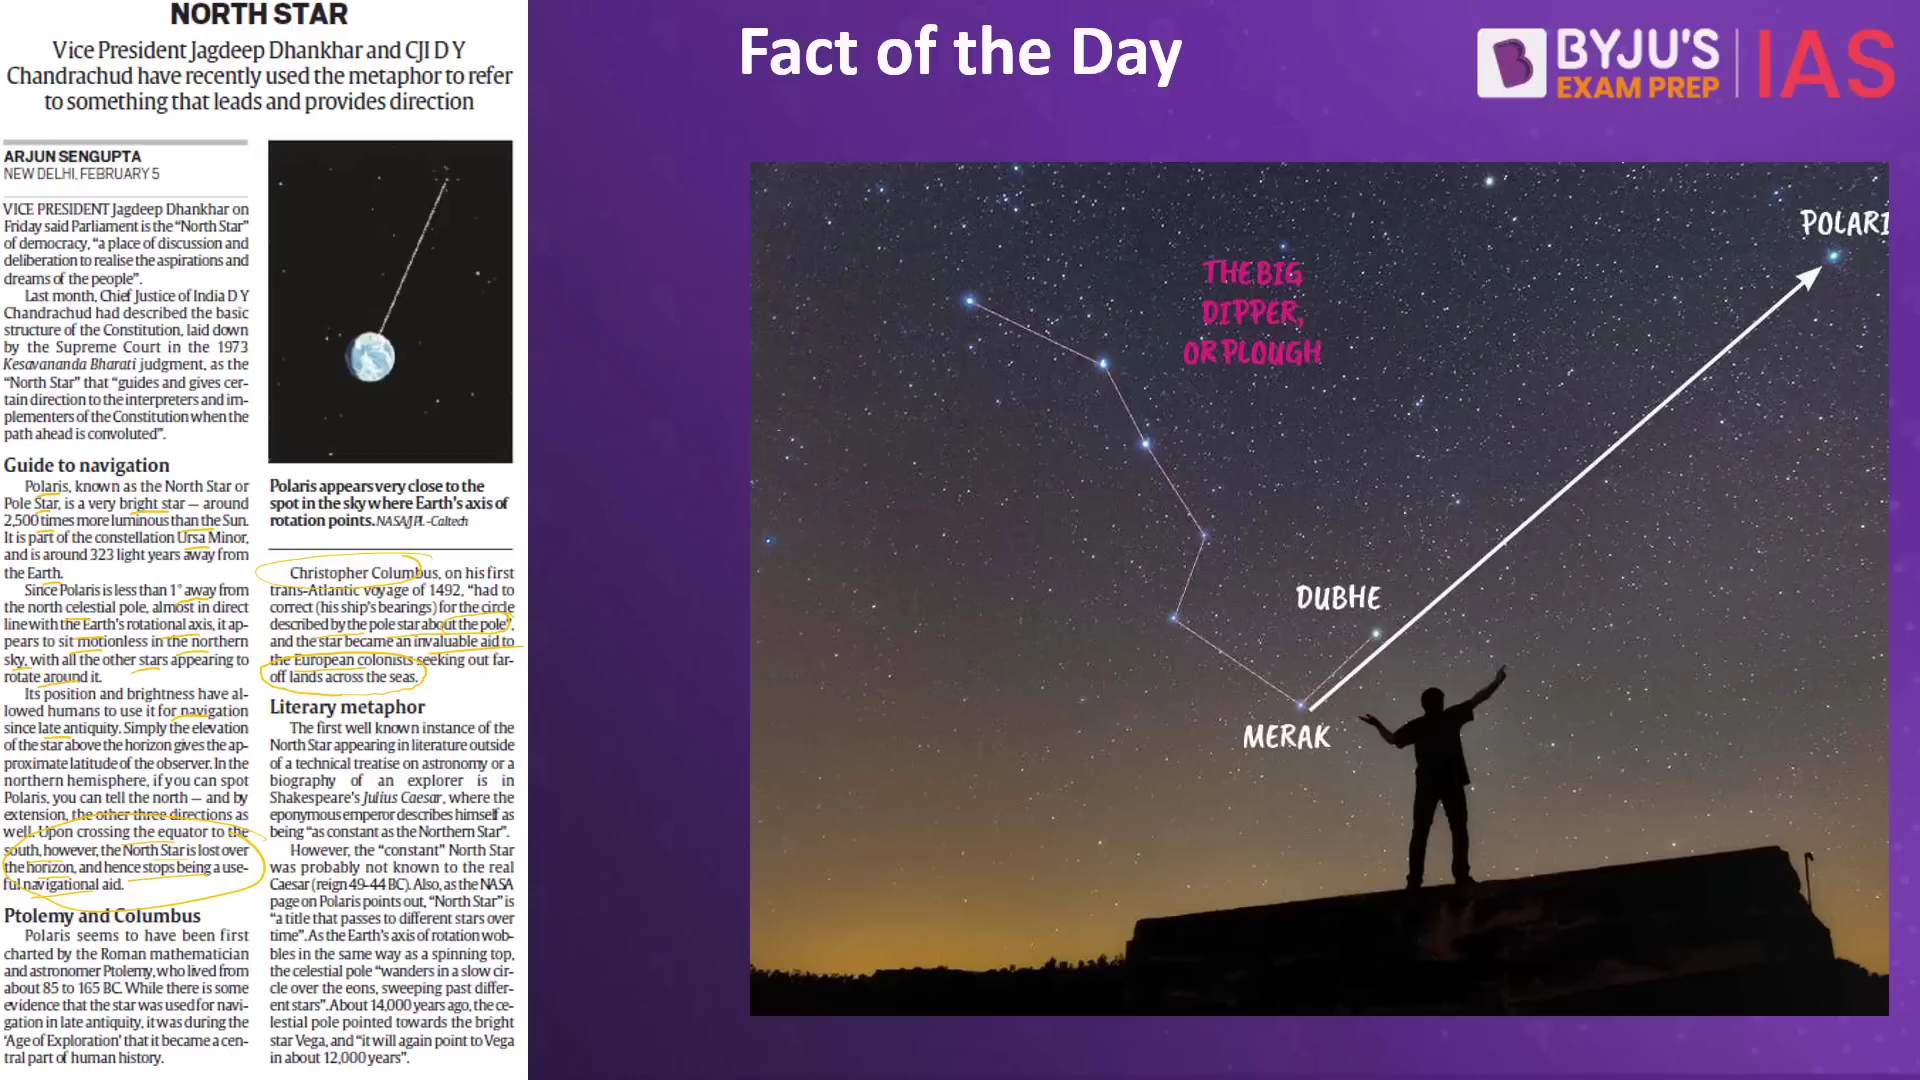 NORTH STAR
Vice President Jagdeep Dhankhar and CJI D Y
Chandrachud have recently used the metaphor to refer
to something that leads and provides direction
ARJUN SENGUPTA
NEW DELHI, FEBRUARY 5
VICE PRESIDENT Jagdeep Dhankhar on
Friday said Parliament is the “North Star”
of democracy, “a place of discussion and
deliberation to realise the aspirations and
dreams of the people”.
Last month, Chief Justice of India D Y
Chandrachud had described the basic
structure of the Constitution, laid down
by the Supreme Court in the 1973
Kesavananda Bharati judgment, as the
“North Star” that “guides and gives cer-
tain direction to the interpreters and im-
plementers of the Constitution when the
path ahead is convoluted”.
Guide to navigation
Polaris, known as the North Star or
Pole Star, is a very bright star — around
2,500 times more luminous than the Sun.
It is part of the constellation Ursa Minor,
and is around 323 light years away from
the Earth.
Since Polaris is less than 1° away from
the north celestial pole, almost in direct
line with the Earth's rotational axis, it ap-
pears to sit motionless in the northern
sky, with all the other stars appearing to
rotate around it.
Its position and brightness have al-
lowed humans to use it for navigation
since late antiquity. Simply the elevation
of the star above the horizon gives the ap-
proximate latitude of the observer. In the
northern hemisphere, if you can spot
Polaris, you can tell the north — and by
extension, the other three directions as
well. Upon crossing the equator to the
south, however, the North Star is lost over
the horizon, and hence stops being a use-
ful navigational aid.
Ptolemy and Columbus
Polaris seems to have been first
charted by the Roman mathematician
and astronomer Ptolemy, who lived from
about 85 to 165 BC. While there is some
evidence that the star was used for navi-
gation in late antiquity, it was during the
‘Age of Exploration’ that it became a cen-
tral part of human history.
Polaris appears very close to the
spot in the sky where Earth's axis of
rotation points. NASA/JPL-Caltech
Christopher Columbus, on his first
trans-Atlantic voyage of 1492, “had to
correct (his ship's bearings) for the circle
described by the pole star about the pole”,
and the star became an invaluable aid to
the European colonists seeking out far-
off lands across the seas.
Literary metaphor
The first well known instance of the
North Star appearing in literature outside
of a technical treatise on astronomy or a
biography of an explorer is in
Shakespeare's Julius Caesar, where the
eponymous emperor describes himself as
being “as constant as the Northern Star”.
However, the “constant” North Star
was probably not known to the real
Caesar (reign 49-44 BC). Also, as the NASA
page on Polaris points out, “North Star” is
“a title that passes to different stars over
time”. As the Earth's axis of rotation wob-
bles in the same way as a spinning top,
the celestial pole “wanders in a slow cir-
cle over the eons, sweeping past differ-
ent stars”. About 14,000 years ago, the ce-
lestial pole pointed towards the bright
star Vega, and “it will again point to Vega
in about 12,000 years”.
Fact of the Day
BYJU'S
EXAM PREP
IAS
POLARI
THE BIG
DIPPER,
OR PLOUGH
DUBHE
MERAK